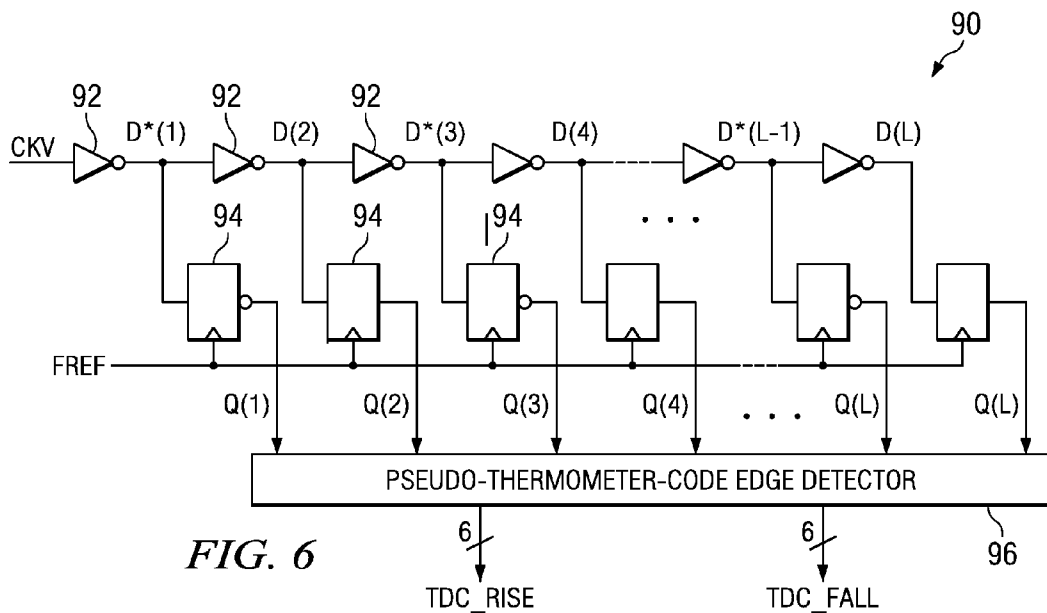 90
92 92 92
CKV D*(1) D(2) D*(3) D(4) D*(L-1) D(L)
. . .
94 94 94
FREF
Q(1) Q(2) Q(3) Q(4) . . . Q(L) Q(L)
PSEUDO-THERMOMETER-CODE EDGE DETECTOR
6 6 96
FIG. 6
TDC_RISE TDC_FALL